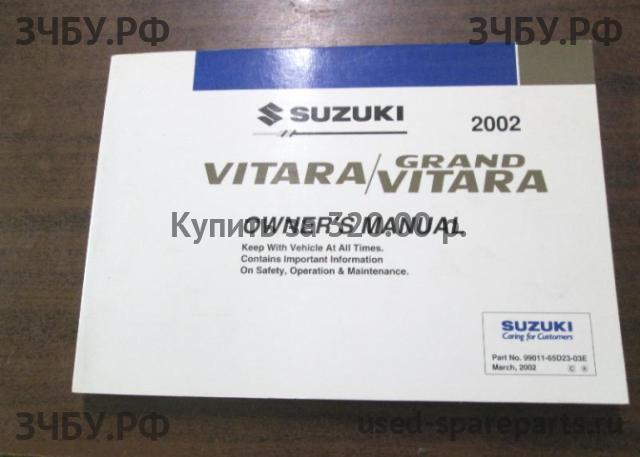 ЗЧБУ.РФ
ЗЧБУ.РФ
SUZUKI
2002
VITARA/GRAND VITARA
Купить за 320.00 р.
OWNER'S MANUAL
Keep With Vehicle At All Times.
Contains Important Information
On Safety, Operation & Maintenance.
SUZUKI
Caring for Customers
Part No. 99011-65D23-03E
March, 2002
ЗЧБУ.РФ
used-spareparts.ru